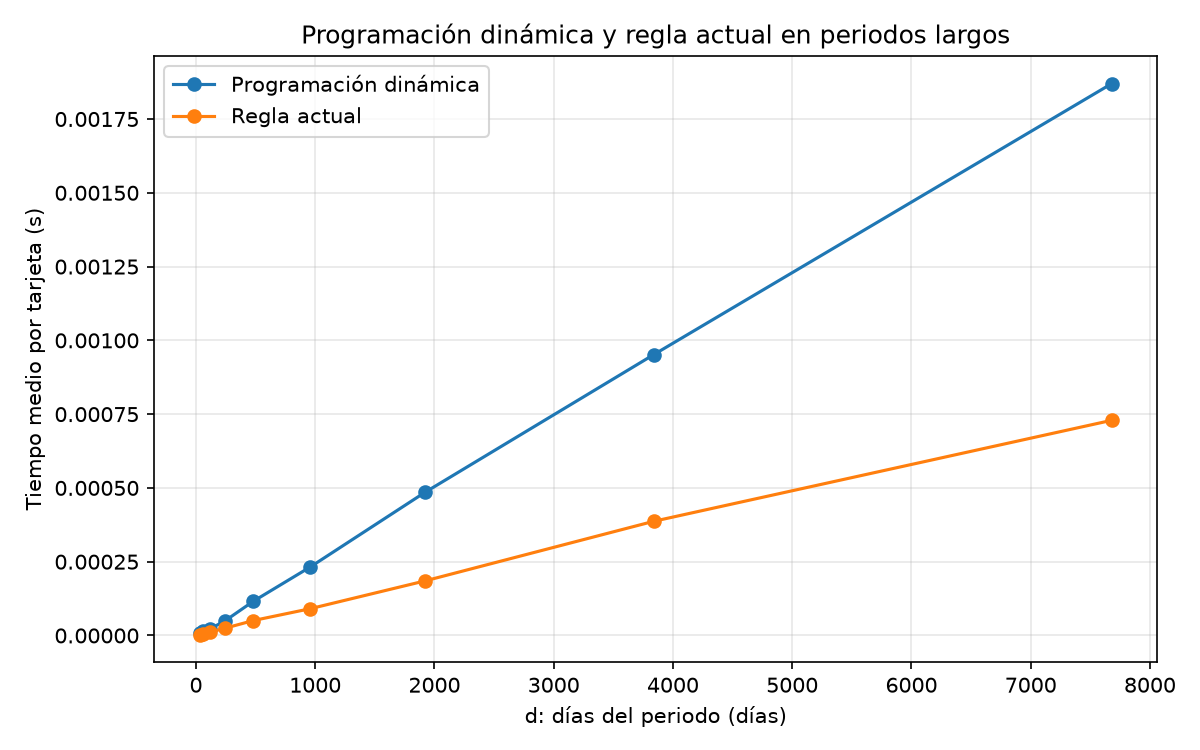 Programación dinámica y regla actual en periodos largos
Programación dinámica
Regla actual
Tiempo medio por tarjeta (s)
0.00175
0.00150
0.00125
0.00100
0.00075
0.00050
0.00025
0.00000
0 1000 2000 3000 4000 5000 6000 7000 8000
d: días del periodo (días)